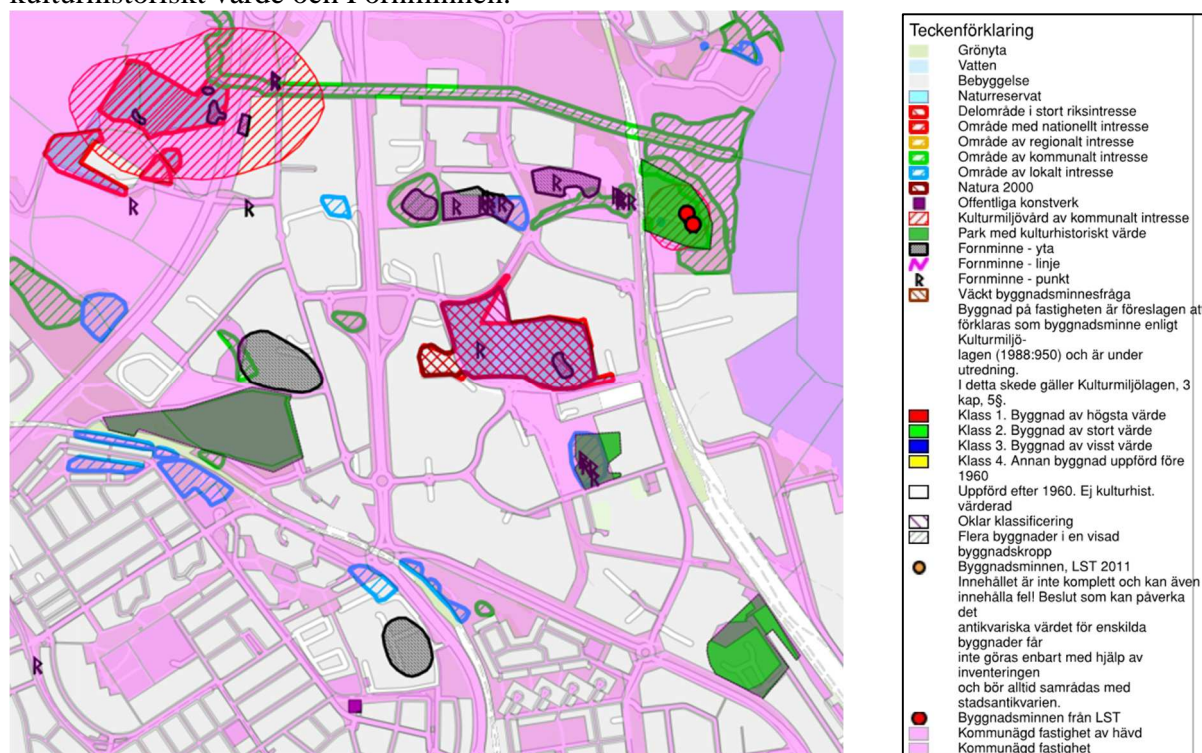 kulturhistoriskt värde och Fornminnen.
Teckenförklaring
Grönyta
Vatten
Bebyggelse
Naturreservat
Delområde i stort riksintresse
Område med nationellt intresse
Område av regionalt intresse
Område av kommunalt intresse
Område av lokalt intresse
Natura 2000
Offentliga konstverk
Kulturmiljövård av kommunalt intresse
Park med kulturhistoriskt värde
Fornminne - yta
Fornminne - linje
Fornminne - punkt
Väckt byggnadsminnesfråga
Byggnad på fastigheten är föreslagen at
förklaras som byggnadsminne enligt
Kulturmiljö-
lagen (1988:950) och är under
utredning.
I detta skede gäller Kulturmiljölagen, 3
kap, 5§.
Klass 1. Byggnad av högsta värde
Klass 2. Byggnad av stort värde
Klass 3. Byggnad av visst värde
Klass 4. Annan byggnad uppförd före
1960
Uppförd efter 1960. Ej kulturhist.
värderad
Oklar klassificering
Flera byggnader i en visad
byggnadskropp
Byggnadsminnen, LST 2011
Innehållet är inte komplett och kan även
innehålla fel! Beslut som kan påverka
det
antikvariska värdet för enskilda
byggnader får
inte göras enbart med hjälp av
inventeringen
och bör alltid samrådas med
stadsantikvarien.
Byggnadsminnen från LST
Kommunägd fastighet av hävd
Kommunägd fastighet